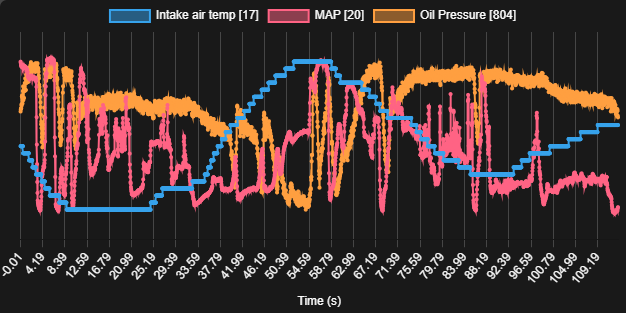 Intake air temp [17] MAP [20] Oil Pressure [804]
-0.01 4.19 8.39 12.59 16.79 20.99 25.19 29.39 33.59 37.79 41.99 46.19 50.39 54.59 58.79 62.99 67.19 71.39 75.59 79.79 83.99 88.19 92.39 96.59 100.79 104.99 109.19
Time (s)